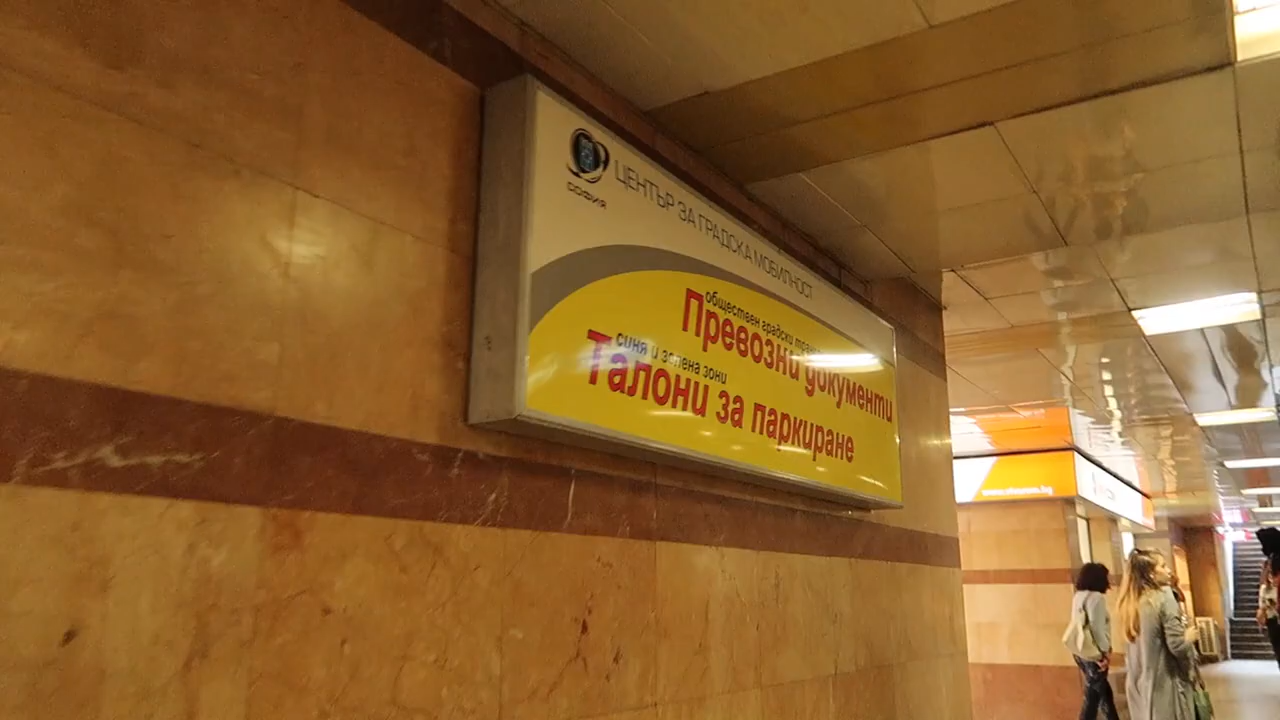 СОФИЯ
ЦЕНТЪР ЗА ГРАДСКА МОБИЛНОСТ
обществен градски
Превозни документи
синя и зелена зони
Талони за паркиране